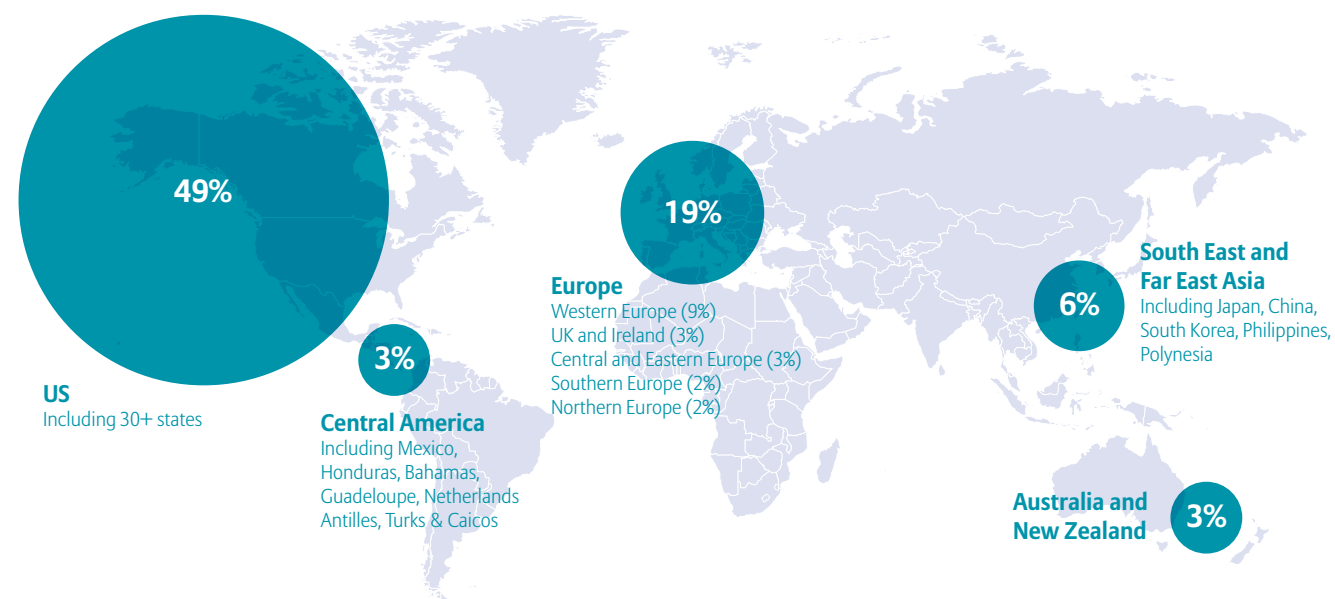 49%
US
Including 30+ states
3%
Central America
Including Mexico,
Honduras, Bahamas,
Guadeloupe, Netherlands
Antilles, Turks & Caicos
19%
Europe
Western Europe (9%)
UK and Ireland (3%)
Central and Eastern Europe (3%)
Southern Europe (2%)
Northern Europe (2%)
6%
South East and
Far East Asia
Including Japan, China,
South Korea, Philippines,
Polynesia
Australia and
New Zealand
3%